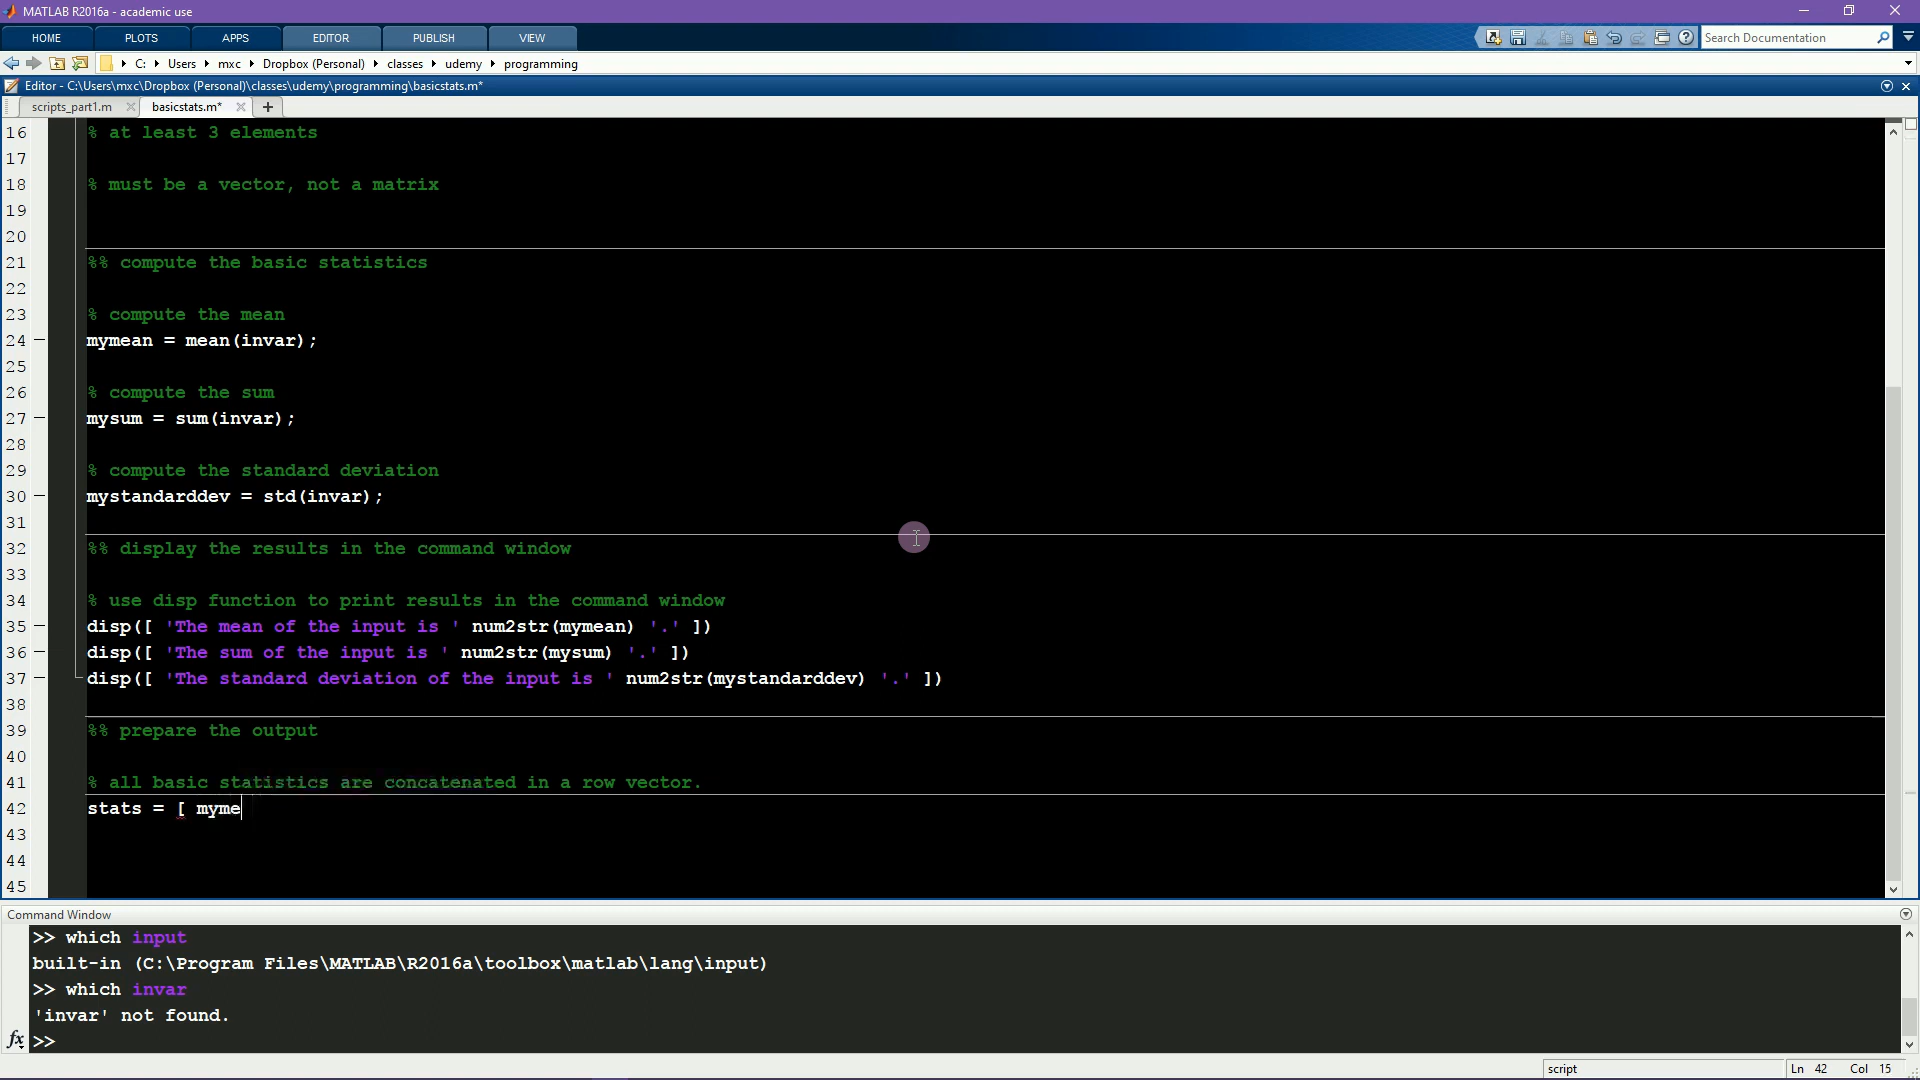 MATLAB R2016a - academic use
HOME PLOTS APPS EDITOR PUBLISH VIEW Search Documentation
C: Users mxc Dropbox (Personal) classes udemy programming
Editor - C:\Users\mxc\Dropbox (Personal)\classes\udemy\programming\basicstats.m*
scripts_part1.m basicstats.m*
16 % at least 3 elements
17
18 % must be a vector, not a matrix
19
20
21 %% compute the basic statistics
22
23 % compute the mean
24 mymean = mean(invar);
25
26 % compute the sum
27 mysum = sum(invar);
28
29 % compute the standard deviation
30 mystandarddev = std(invar);
31
32 %% display the results in the command window
33
34 % use disp function to print results in the command window
35 disp([ 'The mean of the input is ' num2str(mymean) '.' ])
36 disp([ 'The sum of the input is ' num2str(mysum) '.' ])
37 disp([ 'The standard deviation of the input is ' num2str(mystandarddev) '.' ])
38
39 %% prepare the output
40
41 % all basic statistics are concatenated in a row vector.
42 stats = [ myme
43
44
45
Command Window
>> which input
built-in (C:\Program Files\MATLAB\R2016a\toolbox\matlab\lang\input)
>> which invar
'invar' not found.
fx >>
script Ln 42 Col 15